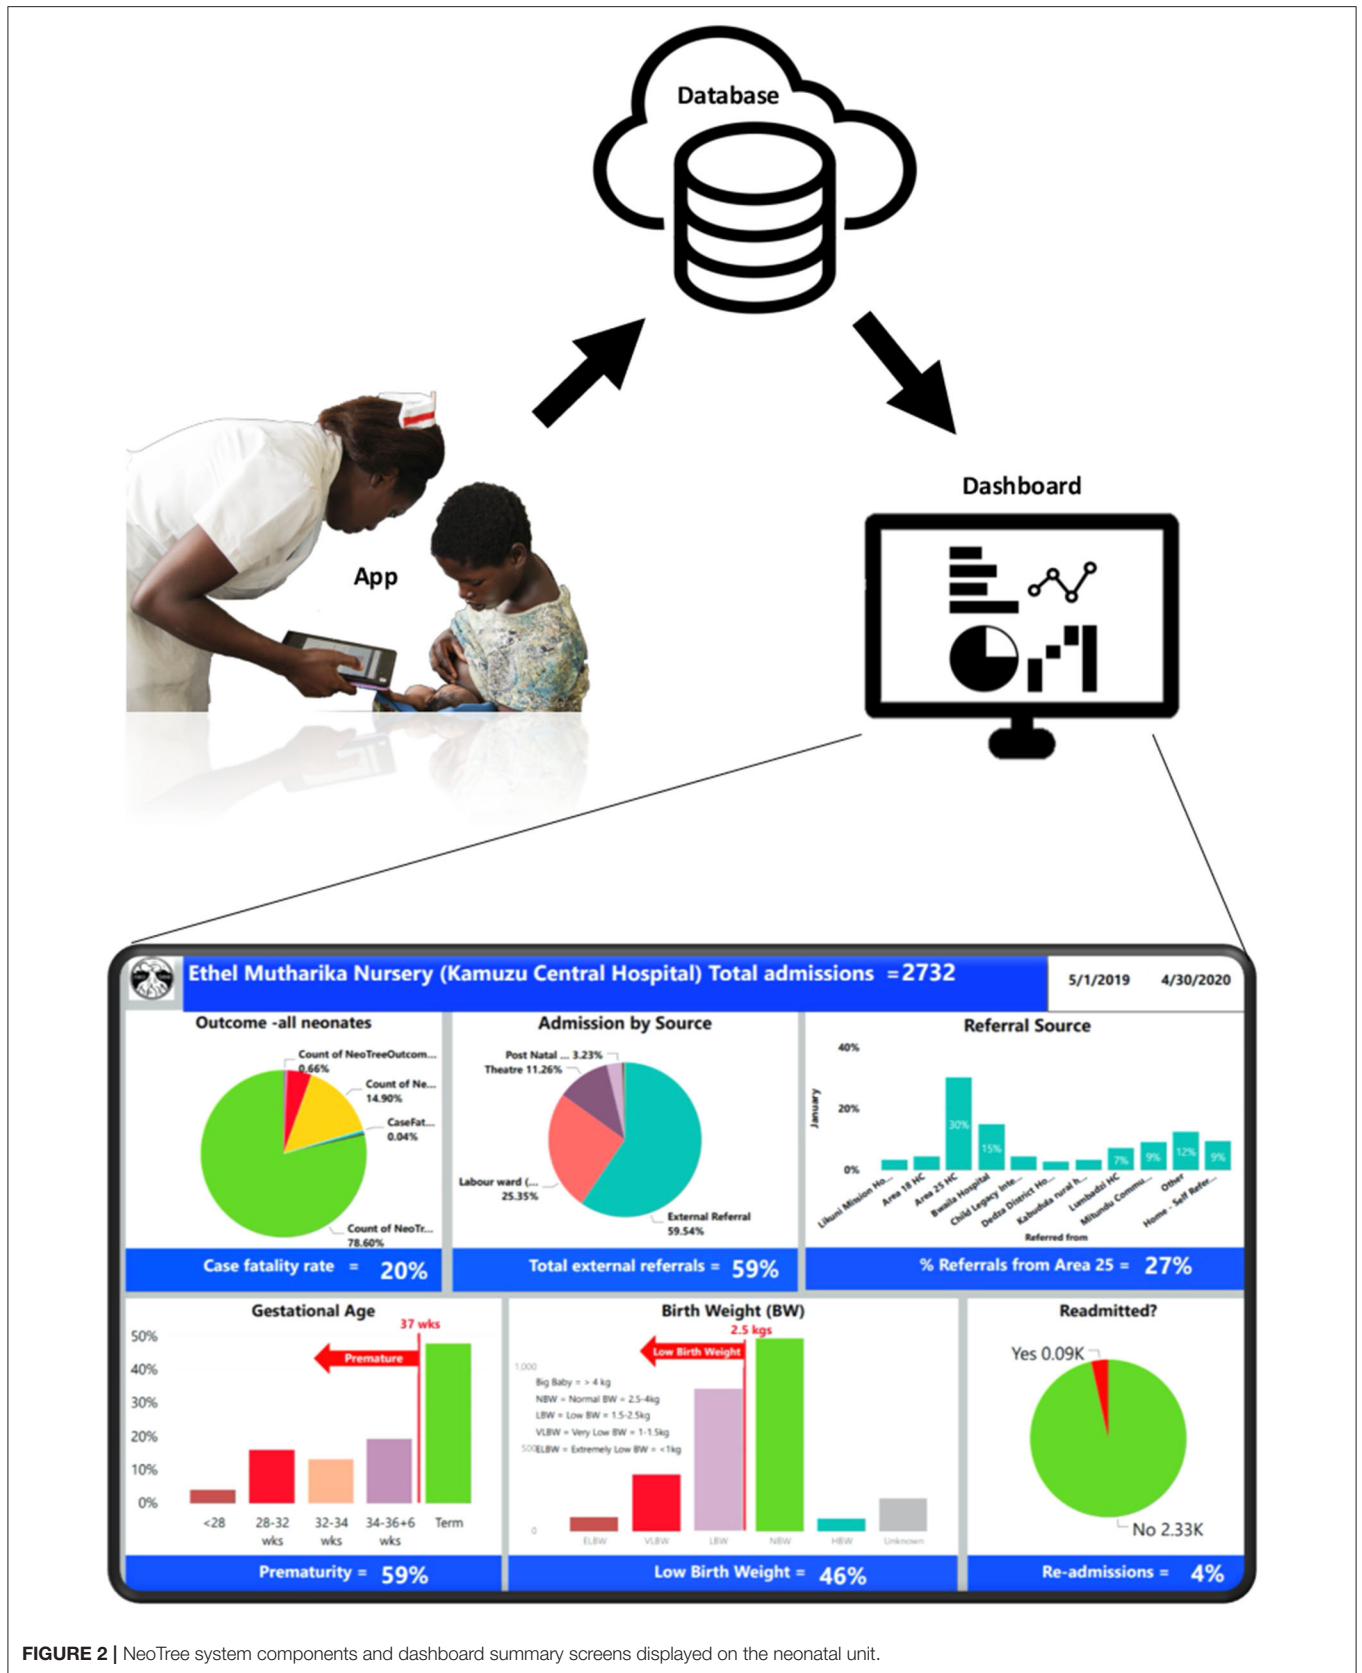 Database
App
Dashboard
Ethel Mutharika Nursery (Kamuzu Central Hospital) Total admissions =2732
5/1/2019 4/30/2020
Outcome -all neonates
Count of NeoTreeOutcom...
0.66%
Count of Ne...
14.90%
CaseFat...
0.04%
Count of NeoTr...
78.60%
Case fatality rate = 20%
Admission by Source
Post Natal ... 3.23%
Theatre 11.26%
Labour ward (...
25.35%
External Referral
59.54%
Total external referrals = 59%
Referral Source
January
40%
20%
0%
30%
15%
7%
9%
12%
9%
Likuni Mission Ho...
Area 18 HC
Area 25 HC
Bwaila Hospital
Child Legacy Inte...
Dedza District Ho...
Kabudula rural h...
Lumbadzi HC
Mitundu Commu...
Other
Home - Self Refer...
Referred from
% Referrals from Area 25 = 27%
Gestational Age
37 wks
Premature
50%
40%
30%
20%
10%
0%
<28
28-32
wks
32-34
wks
34-36+6
wks
Term
Prematurity = 59%
Birth Weight (BW)
2.5 kgs
Low Birth Weight
1,000
500
0
Big Baby = > 4 kg
NBW = Normal BW = 2.5-4kg
LBW = Low BW = 1.5-2.5kg
VLBW = Very Low BW = 1-1.5kg
ELBW = Extremely Low BW = <1kg
ELBW
VLBW
LBW
NBW
HBW
Unknown
Low Birth Weight = 46%
Readmitted?
Yes 0.09K
No 2.33K
Re-admissions = 4%
FIGURE 2 | NeoTree system components and dashboard summary screens displayed on the neonatal unit.